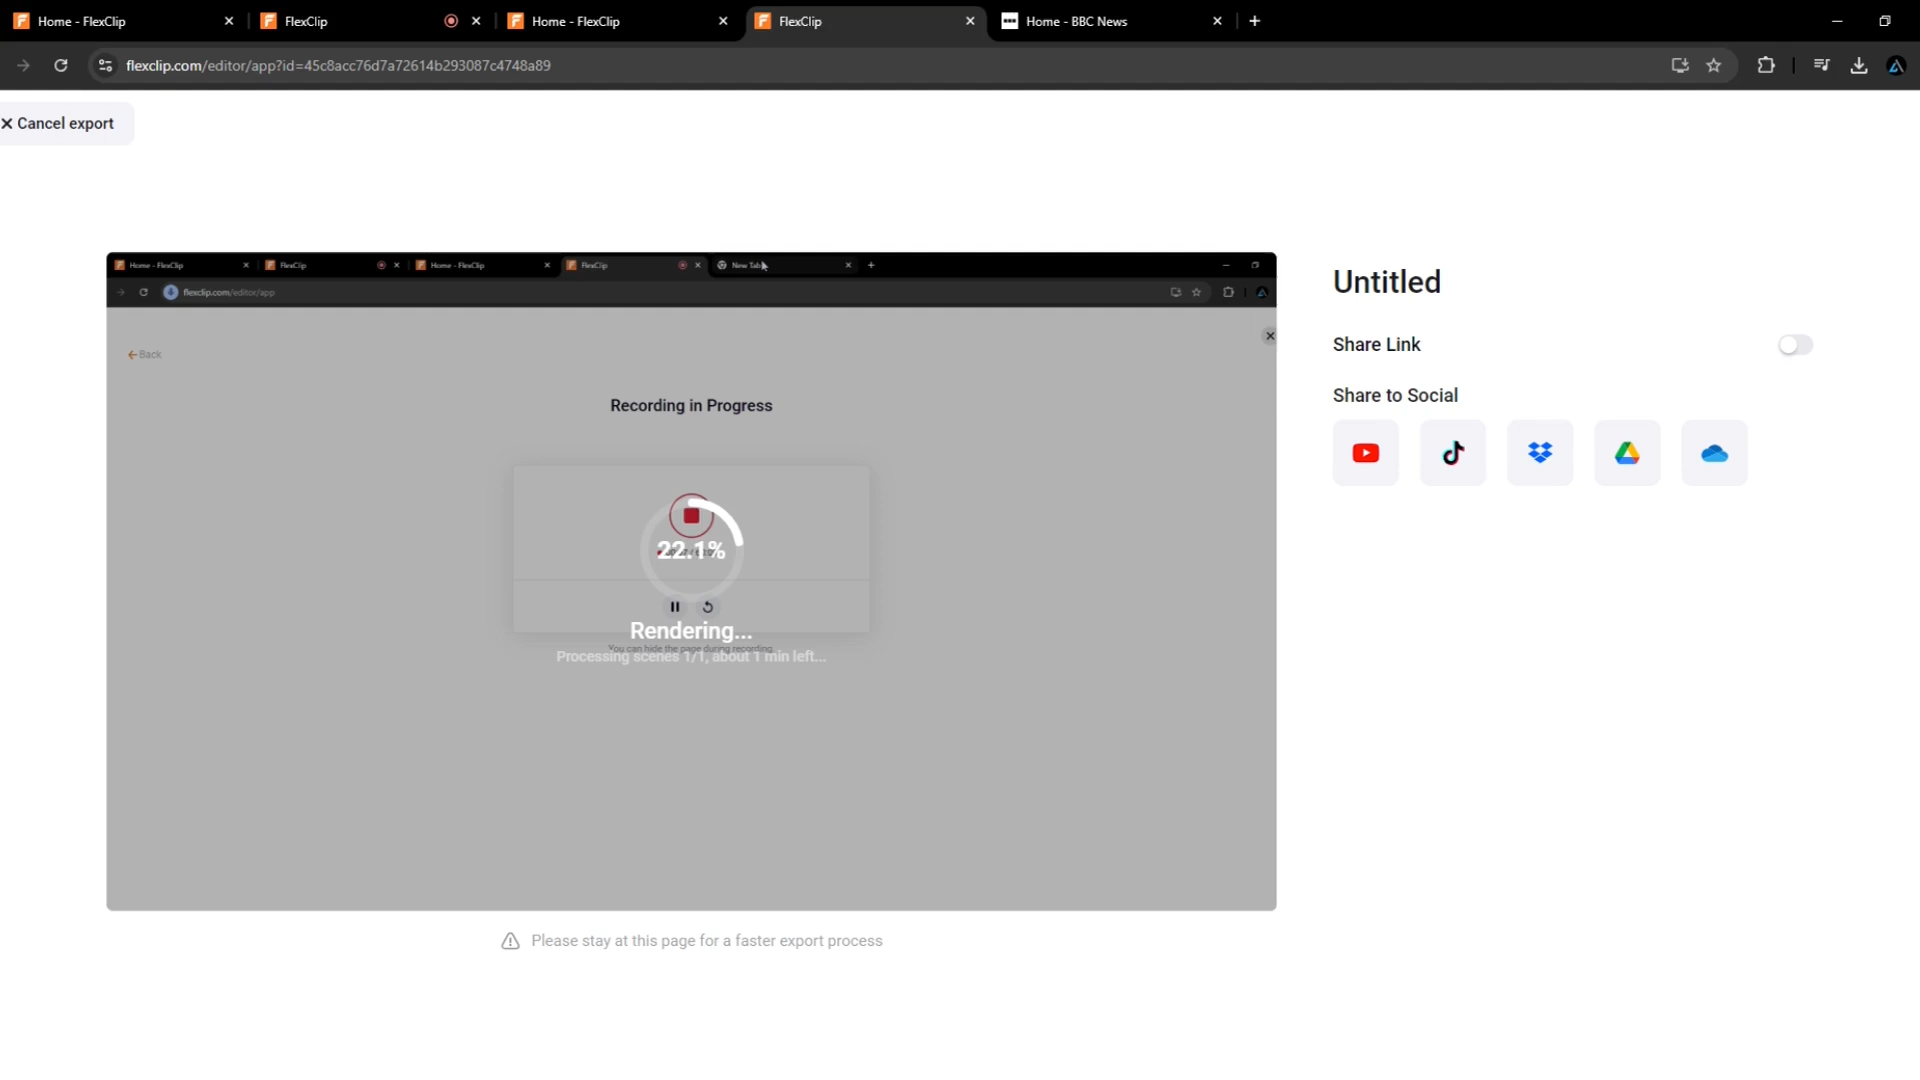 Home - FlexClip
FlexClip
Home - FlexClip
FlexClip
Home - BBC News
flexclip.com/editor/app?id=45c8acc76d7a72614b293087c4748a89
Cancel export
Home - FlexClip
FlexClip
Home - FlexClip
FlexClip
New Tab
flexclip.com/editor/app
Back
Recording in Progress
22.1%
Rendering...
You can hide the page during recording.
Processing scenes 1/1, about 1 min left...
Please stay at this page for a faster export process
Untitled
Share Link
Share to Social